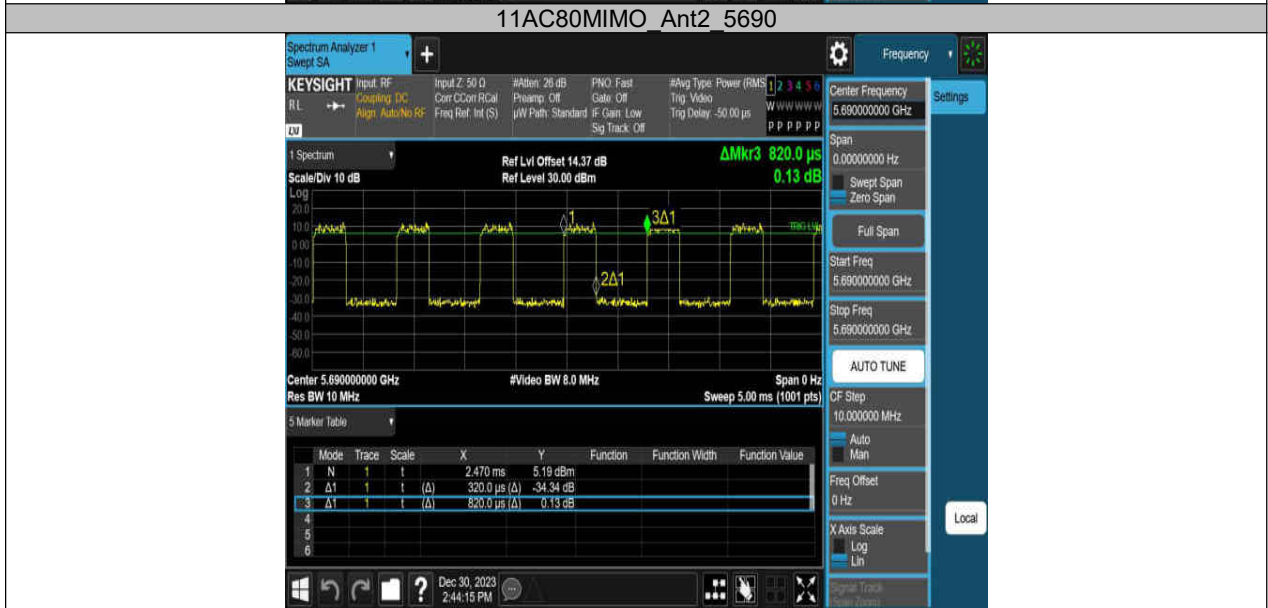 11AC80MIMO_Ant2_5690
Spectrum Analyzer 1
Swept SA
+
Frequency
KEYSIGHT
RL
LXI
Input: RF
Coupling: DC
Align: Auto/No RF
Input Z: 50 Ω
Corr CCorr RCal
Freq Ref: Int (S)
#Atten: 26 dB
Preamp: Off
µW Path: Standard
PNO: Fast
Gate: Off
IF Gain: Low
Sig Track: Off
#Avg Type: Power (RMS
Trig: Video
Trig Delay: -50.00 µs
1 2 3 4 5 6
W W W W W W
P P P P P P
Center Frequency
5.690000000 GHz
Settings
Span
0.00000000 Hz
Swept Span
Zero Span
Full Span
Start Freq
5.690000000 GHz
Stop Freq
5.690000000 GHz
AUTO TUNE
CF Step
10.000000 MHz
Auto
Man
Freq Offset
0 Hz
X Axis Scale
Log
Lin
Signal Track
(Span Zoom)
Local
1 Spectrum
Scale/Div 10 dB
Ref Lvl Offset 14.37 dB
Ref Level 30.00 dBm
ΔMkr3 820.0 µs
0.13 dB
Log
20.0
10.0
0.00
-10.0
-20.0
-30.0
-40.0
-50.0
-60.0
1
3Δ1
2Δ1
TRIG LVL
Center 5.690000000 GHz
#Video BW 8.0 MHz
Span 0 Hz
Res BW 10 MHz
Sweep 5.00 ms (1001 pts)
5 Marker Table
Mode Trace Scale X Y Function Function Width Function Value
1 N 1 t 2.470 ms 5.19 dBm
2 Δ1 1 t (Δ) 320.0 µs (Δ) -34.34 dB
3 Δ1 1 t (Δ) 820.0 µs (Δ) 0.13 dB
4
5
6
?
Dec 30, 2023
2:44:15 PM